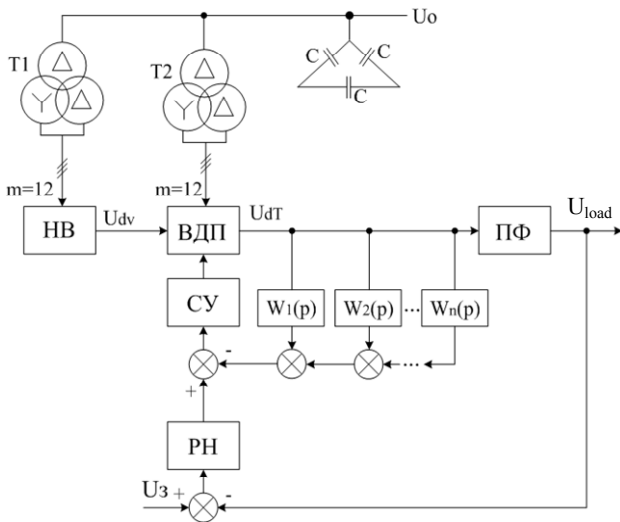 Uo
T1
T2
C
C
C
m=12
m=12
НВ
Udv
ВДП
UdT
ПФ
Uload
СУ
W1(p)
W2(p)
...
Wn(p)
-
...
+
РН
Uз
+
-